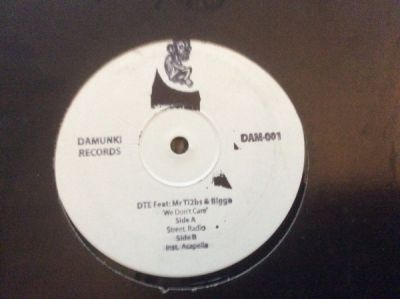 DAMUNKI
RECORDS
DAM-001
DTE Feat: Mr Ti2bs & Bigga
'We Don't Care'
Side A
Street, Radio
Side B
Inst, Acapella